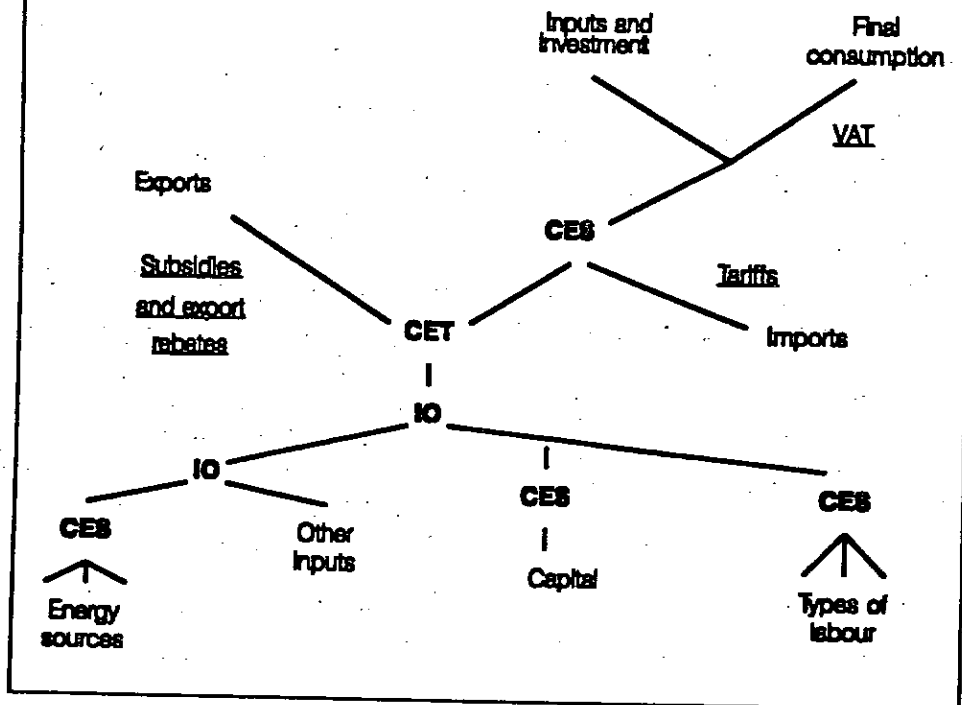 Inputs and
Investment
Final
consumption
VAT
Exports
CES
Subsidies
and export
rebates
Tariffs
CET
Imports
IO
IO
CES
CES
CES
Other
Inputs
Capital
Energy
sources
Types of
labour